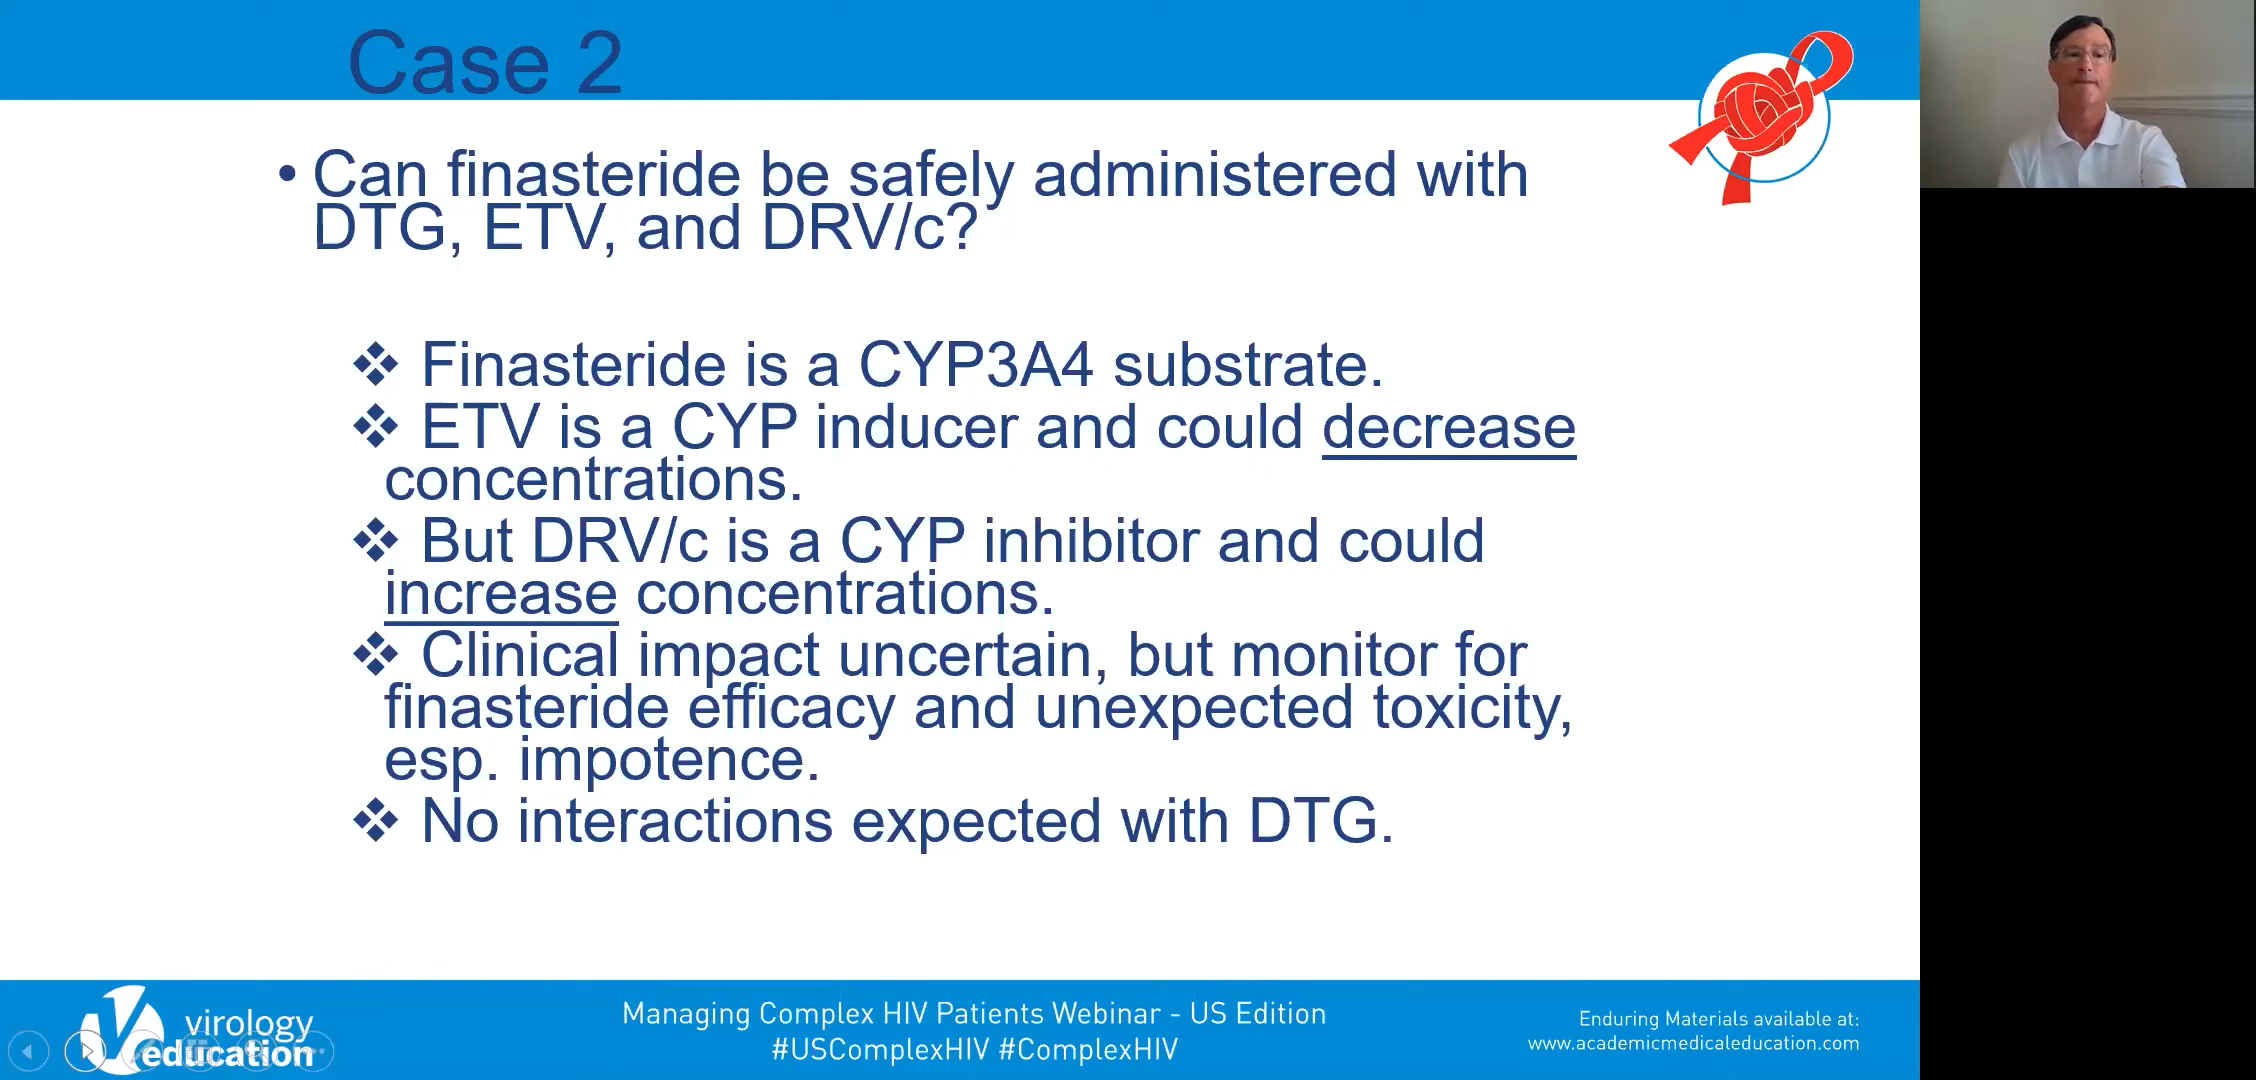 Case 2
• Can finasteride be safely administered with
DTG, ETV, and DRV/c?
❖ Finasteride is a CYP3A4 substrate.
❖ ETV is a CYP inducer and could decrease
concentrations.
❖ But DRV/c is a CYP inhibitor and could
increase concentrations.
❖ Clinical impact uncertain, but monitor for
finasteride efficacy and unexpected toxicity,
esp. impotence.
❖ No interactions expected with DTG.
virology
education
Managing Complex HIV Patients Webinar - US Edition
#USComplexHIV #ComplexHIV
Enduring Materials available at:
www.academicmedicaleducation.com